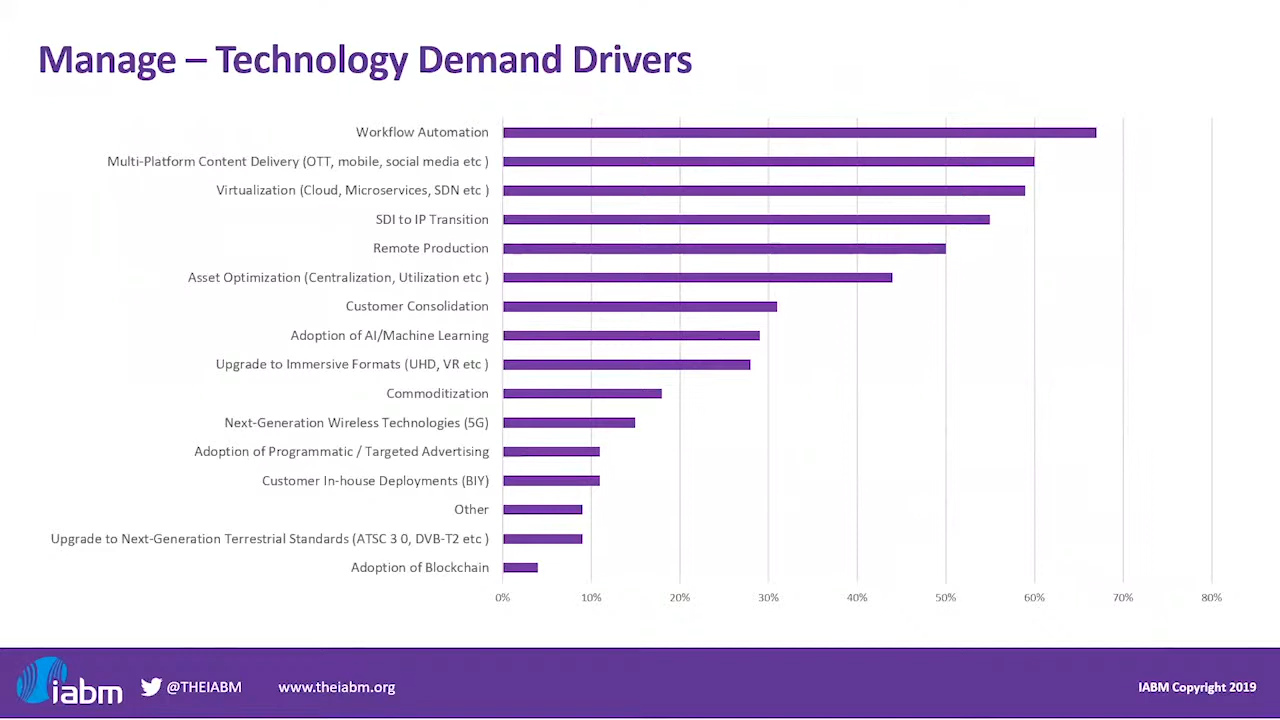 Manage – Technology Demand Drivers
Workflow Automation
Multi-Platform Content Delivery (OTT, mobile, social media etc )
Virtualization (Cloud, Microservices, SDN etc )
SDI to IP Transition
Remote Production
Asset Optimization (Centralization, Utilization etc )
Customer Consolidation
Adoption of AI/Machine Learning
Upgrade to Immersive Formats (UHD, VR etc )
Commoditization
Next-Generation Wireless Technologies (5G)
Adoption of Programmatic / Targeted Advertising
Customer In-house Deployments (BIY)
Other
Upgrade to Next-Generation Terrestrial Standards (ATSC 3 0, DVB-T2 etc )
Adoption of Blockchain
0% 10% 20% 30% 40% 50% 60% 70% 80%
iabm @THEIABM www.theiabm.org IABM Copyright 2019